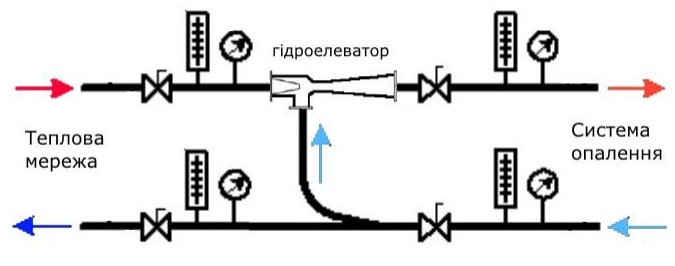 гідроелеватор
Теплова
мережа
Система
опалення